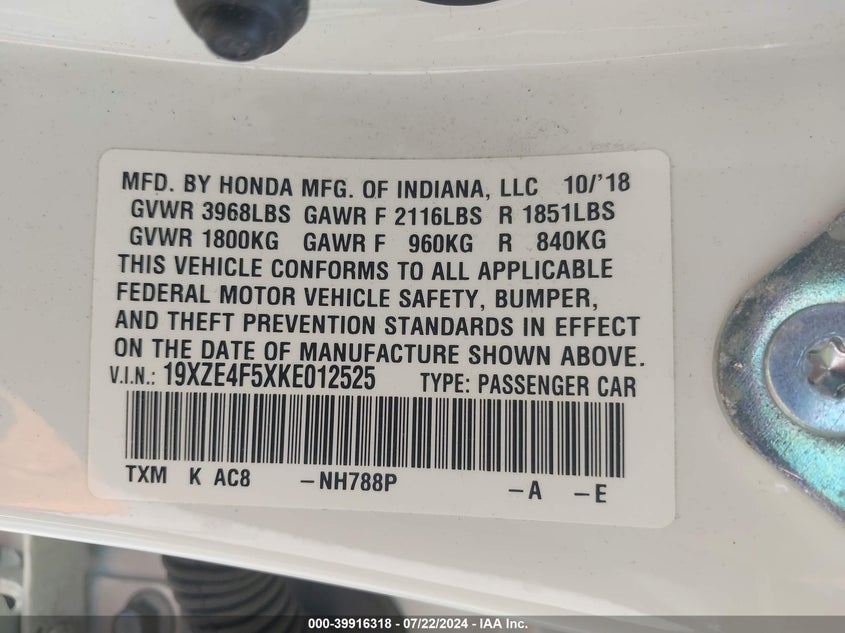 MFD. BY HONDA MFG. OF INDIANA, LLC 10/'18
GVWR 3968LBS GAWR F 2116LBS R 1851LBS
GVWR 1800KG GAWR F 960KG R 840KG
THIS VEHICLE CONFORMS TO ALL APPLICABLE
FEDERAL MOTOR VEHICLE SAFETY, BUMPER,
AND THEFT PREVENTION STANDARDS IN EFFECT
ON THE DATE OF MANUFACTURE SHOWN ABOVE.
V.I.N.: 19XZE4F5XKE012525 TYPE: PASSENGER CAR
TXM K AC8 -NH788P -A -E
000-39916318 / 07/22/2024 / IAA Inc.